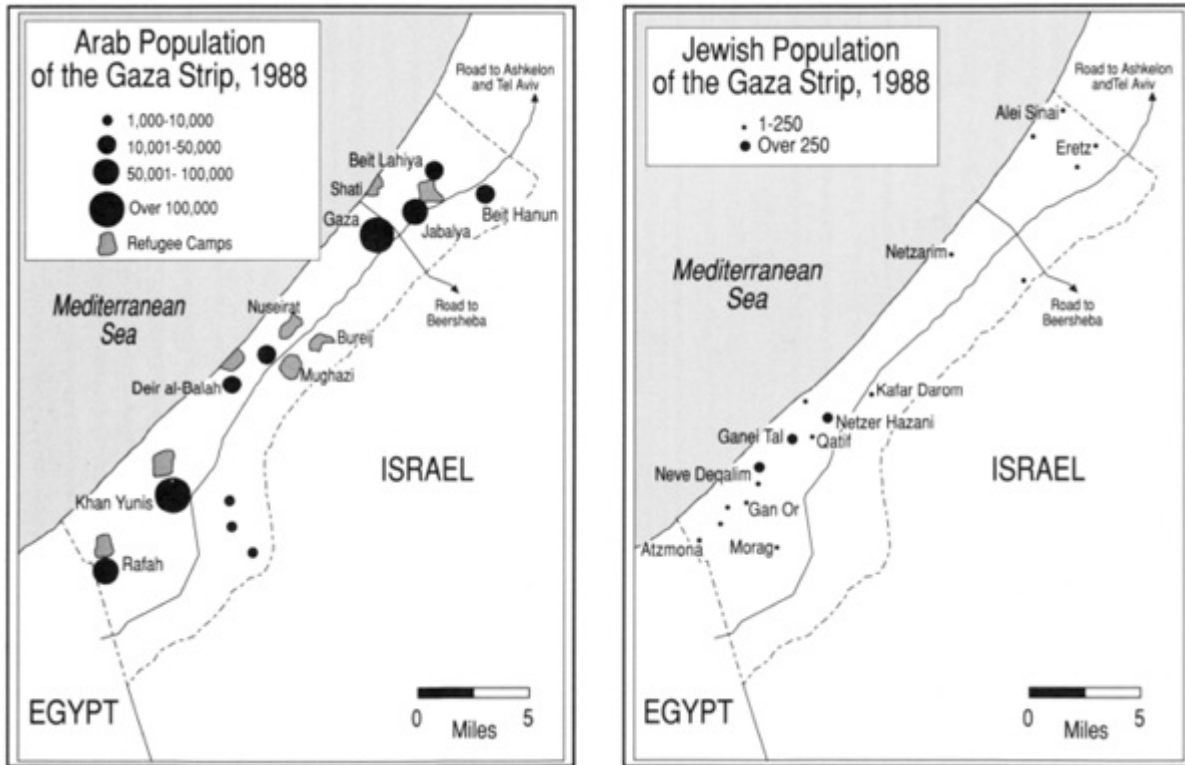 Arab Population
of the Gaza Strip, 1988
1,000-10,000
10,001-50,000
50,001- 100,000
Over 100,000
Refugee Camps
Road to Ashkelon
and Tel Aviv
Beit Lahiya
Shati
Gaza
Jabalya
Beit Hanun
Mediterranean
Sea
Road to
Beersheba
Nuseirat
Bureij
Mughazi
Deir al-Balah
ISRAEL
Khan Yunis
Rafah
EGYPT
0
5
Miles
Jewish Population
of the Gaza Strip, 1988
1-250
Over 250
Road to Ashkelon
andTel Aviv
Alei Sinai
Eretz
Netzarim
Mediterranean
Sea
Road to
Beersheba
Kafar Darom
Netzer Hazani
Ganei Tal
Qatif
Neve Deqalim
ISRAEL
Gan Or
Atzmona
Morag
EGYPT
0
5
Miles